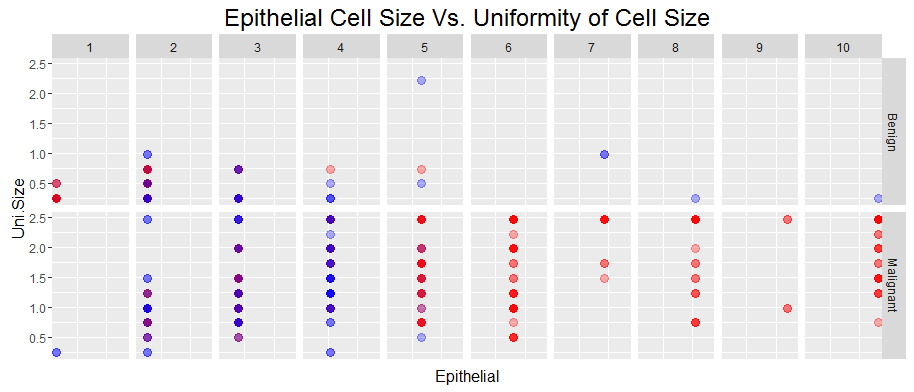 Epithelial Cell Size Vs. Uniformity of Cell Size
1 2 3 4 5 6 7 8 9 10
2.5
2.0
1.5
1.0
0.5
Benign
Uni.Size
2.5
2.0
1.5
1.0
0.5
Malignant
Epithelial